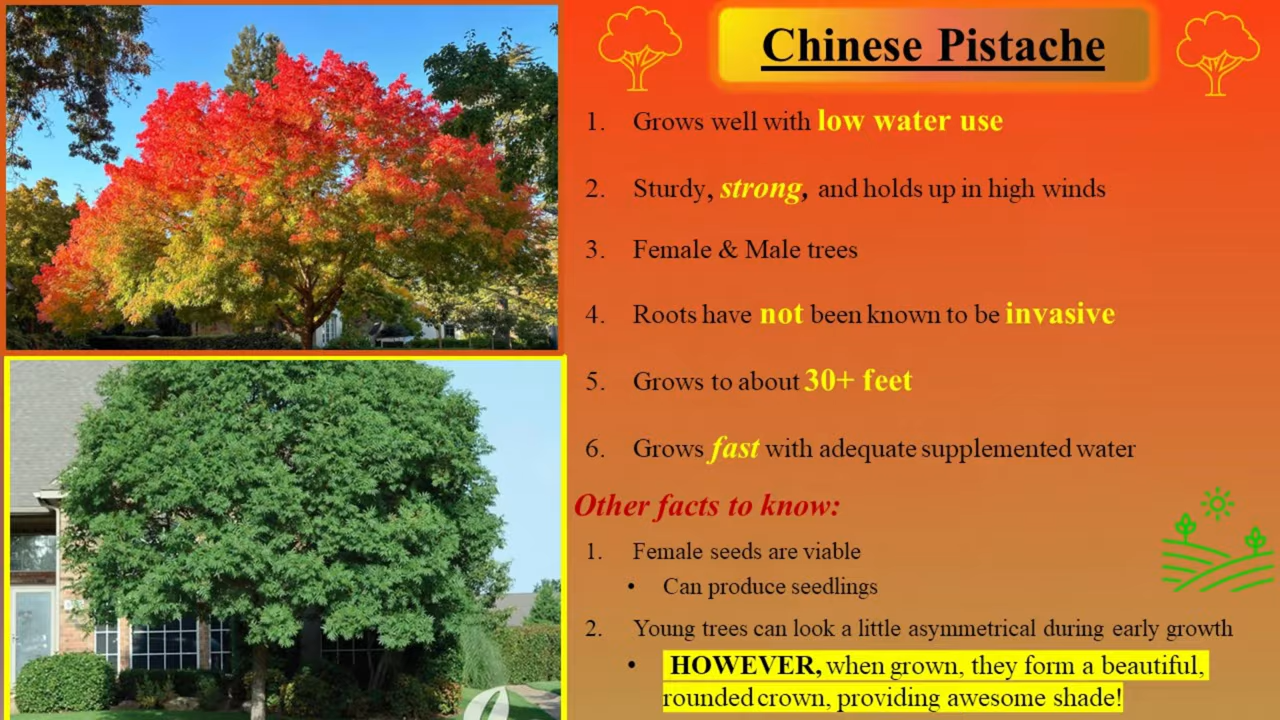 Chinese Pistache
1. Grows well with low water use
2. Sturdy, strong, and holds up in high winds
3. Female & Male trees
4. Roots have not been known to be invasive
5. Grows to about 30+ feet
6. Grows fast with adequate supplemented water
Other facts to know:
1. Female seeds are viable
• Can produce seedlings
2. Young trees can look a little asymmetrical during early growth
• HOWEVER, when grown, they form a beautiful,
rounded crown, providing awesome shade!